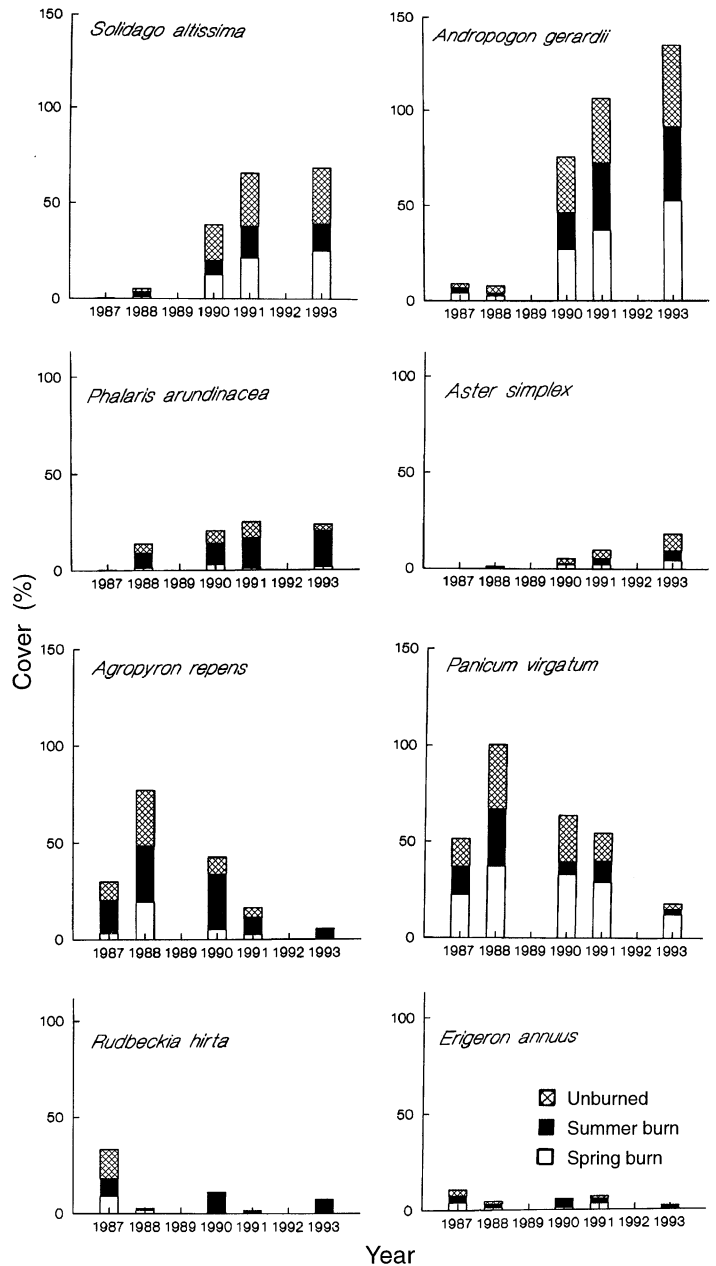 150
100
50
0
Solidago altissima
1987 1988 1989 1990 1991 1992 1993
150
100
50
0
Andropogon gerardii
1987 1988 1989 1990 1991 1992 1993
100
50
0
Phalaris arundinacea
1987 1988 1989 1990 1991 1992 1993
100
50
0
Aster simplex
1987 1988 1989 1990 1991 1992 1993
Cover (%)
150
100
50
0
Agropyron repens
1987 1988 1989 1990 1991 1992 1993
150
100
50
0
Panicum virgatum
1987 1988 1989 1990 1991 1992 1993
100
50
0
Rudbeckia hirta
1987 1988 1989 1990 1991 1992 1993
100
50
0
Erigeron annuus
Unburned
Summer burn
Spring burn
1987 1988 1989 1990 1991 1992 1993
Year